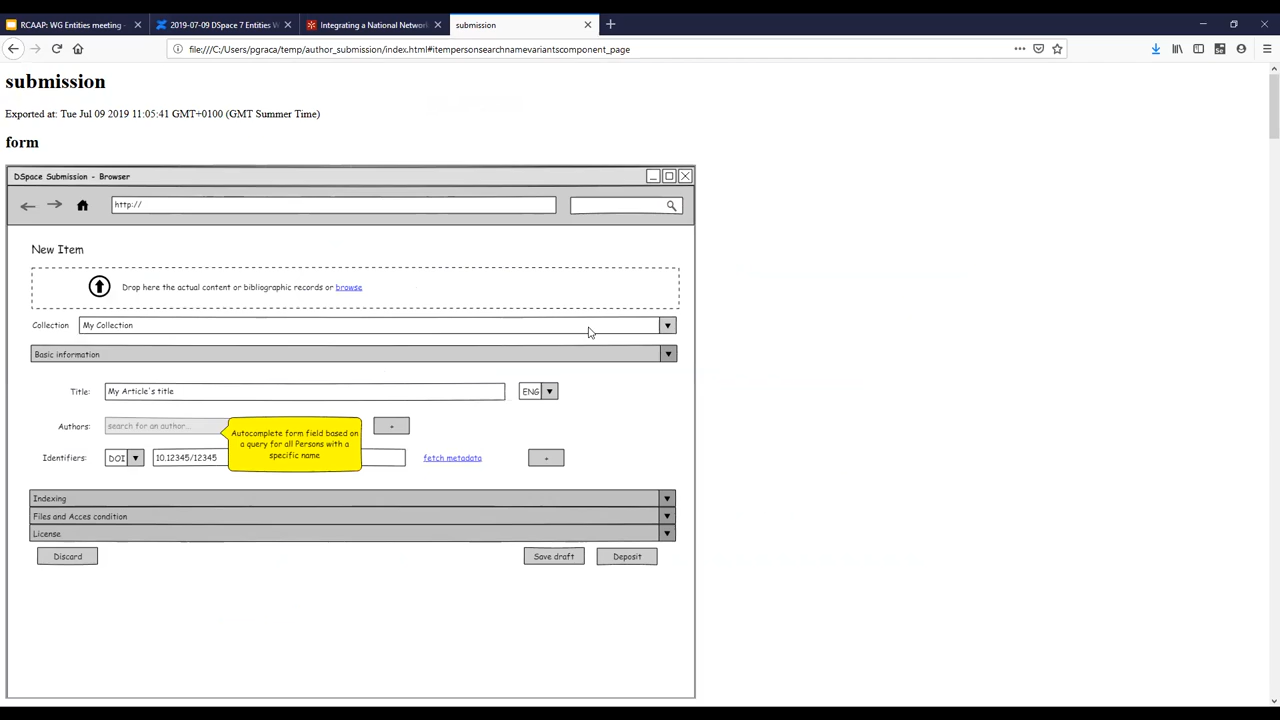 RCAAP: WG Entities meeting -
2019-07-09 DSpace 7 Entities W
Integrating a National Network
submission
file:///C:/Users/pgraca/temp/author_submission/index.html#itempersonsearchnamevariantscomponent_page
submission
Exported at: Tue Jul 09 2019 11:05:41 GMT+0100 (GMT Summer Time)
form
DSpace Submission - Browser
http://
New Item
Drop here the actual content or bibliographic records or browse
Collection My Collection
Basic information
Title: My Article's title ENG
Authors: search for an author... +
Autocomplete form field based on
a query for all Persons with a
specific name
Identifiers: DOI 10.12345/12345 fetch metadata +
Indexing
Files and Acces condition
License
Discard Save draft Deposit